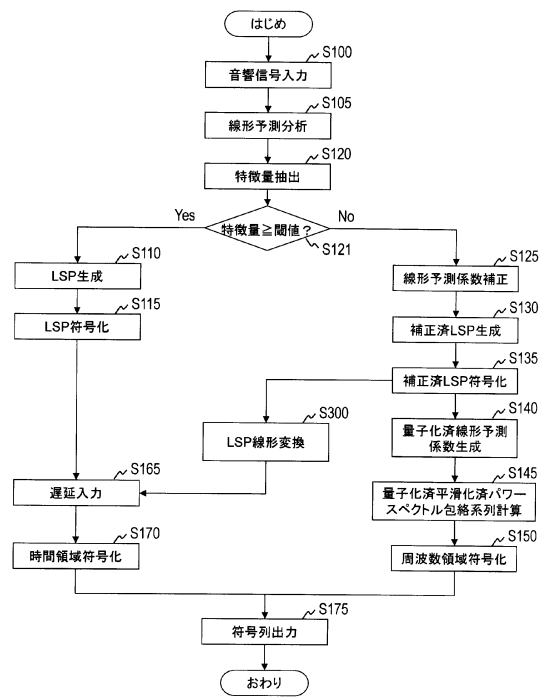 はじめ
S100
音響信号入力
S105
線形予測分析
S120
特徴量抽出
Yes
特徴量≧閾値?
No
S121
S110
LSP生成
S115
LSP符号化
S125
線形予測係数補正
S130
補正済LSP生成
S135
補正済LSP符号化
S300
LSP線形変換
S140
量子化済線形予測
係数生成
S165
遅延入力
S145
量子化済平滑化済パワー
スペクトル包絡系列計算
S170
時間領域符号化
S150
周波数領域符号化
S175
符号列出力
おわり